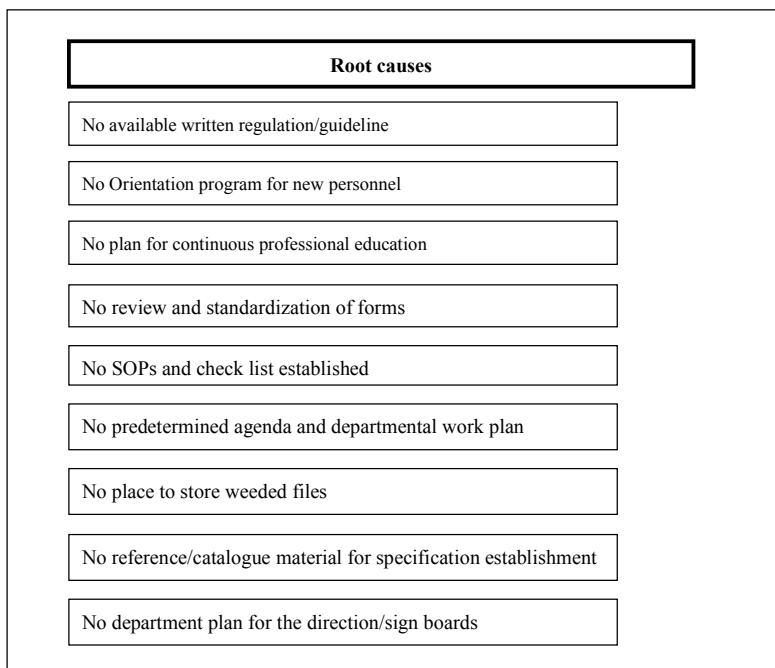 Root causes
No available written regulation/guideline
No Orientation program for new personnel
No plan for continuous professional education
No review and standardization of forms
No SOPs and check list established
No predetermined agenda and departmental work plan
No place to store weeded files
No reference/catalogue material for specification establishment
No department plan for the direction/sign boards